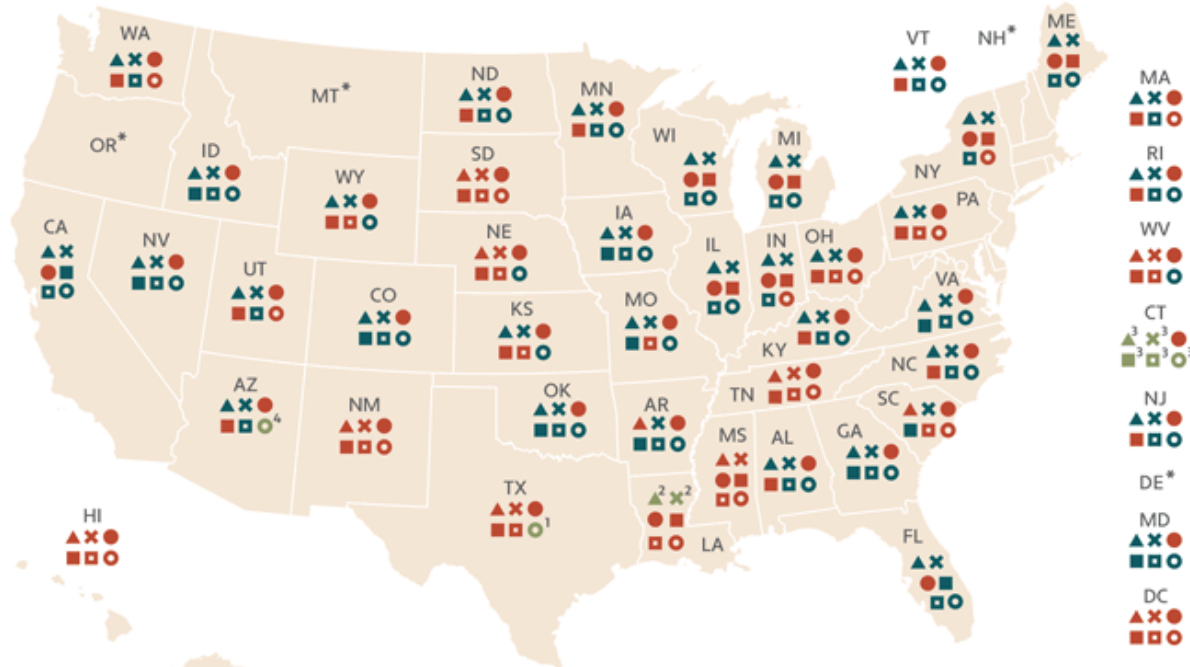 WA
MT*
ND
MN
VT
NH*
ME
MA
OR*
ID
WY
SD
WI
MI
NY
RI
PA
CA
NV
UT
CO
NE
IA
IL
IN
OH
WV
KS
MO
KY
VA
CT
3 3
3 3 3
AZ
4
NM
OK
AR
TN
NC
SC
NJ
TX
1
MS
AL
GA
DE*
HI
2 2
LA
FL
MD
DC